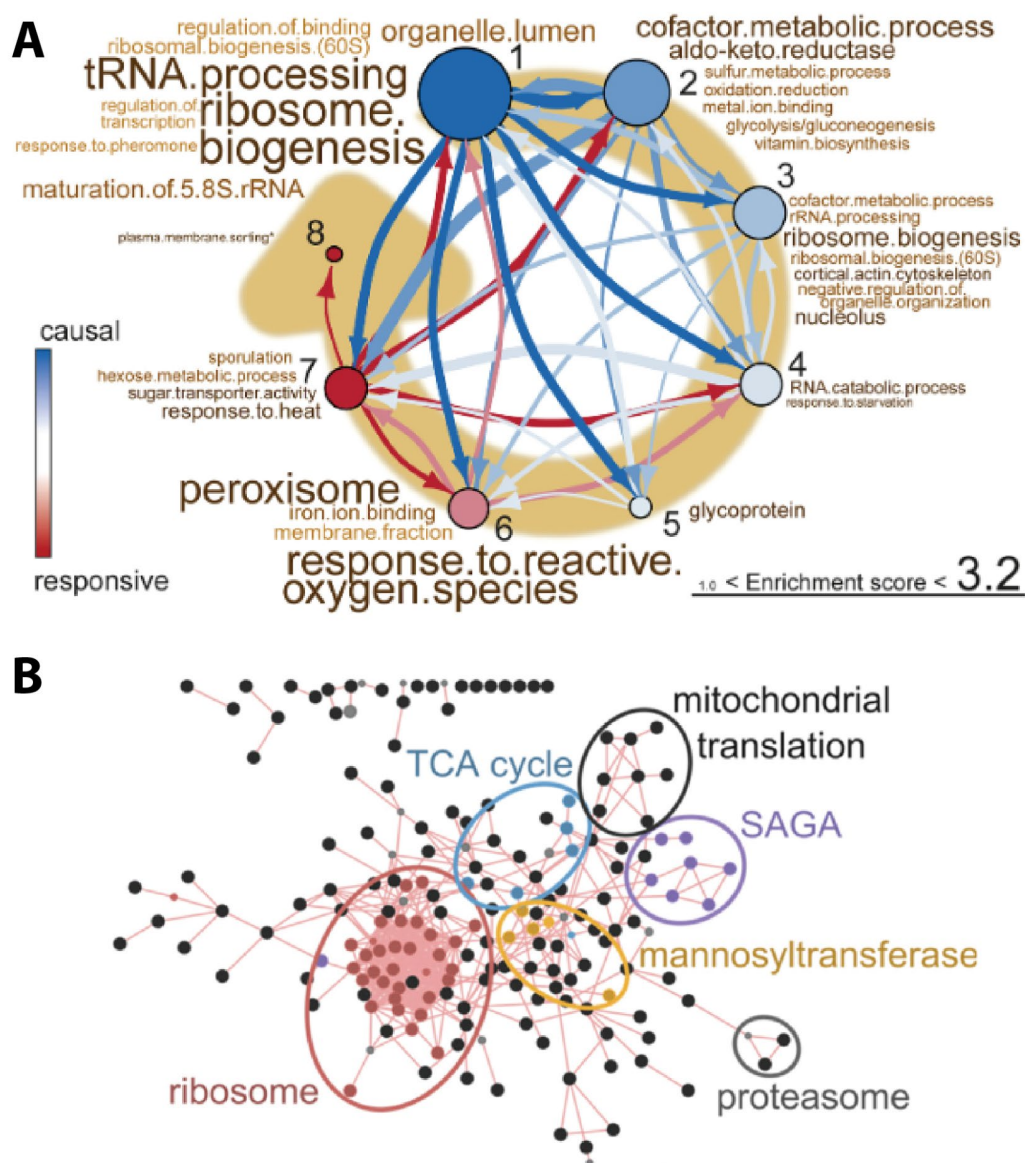 A
regulation.of.binding
ribosomal.biogenesis.(60S)
organelle.lumen
tRNA.processing
regulation.of.
transcription
ribosome.
biogenesis
response.to.pheromone
maturation.of.5.8S.rRNA
1
cofactor.metabolic.process
aldo-keto.reductase
2
sulfur.metabolic.process
oxidation.reduction
metal.ion.binding
glycolysis/gluconeogenesis
vitamin.biosynthesis
3
cofactor.metabolic.process
rRNA.processing
ribosome.biogenesis
ribosomal.biogenesis.(60S)
cortical.actin.cytoskeleton
negative.regulation.of.
organelle.organization
nucleolus
4
RNA.catabolic.process
response.to.starvation
5
glycoprotein
6
peroxisome
iron.ion.binding
membrane.fraction
response.to.reactive.
oxygen.species
7
sporulation
hexose.metabolic.process
sugar.transporter.activity
response.to.heat
8
plasma.membrane.sorting*
causal
responsive
1.0 < Enrichment score < 3.2
B
mitochondrial
translation
TCA cycle
SAGA
mannosyltransferase
ribosome
proteasome